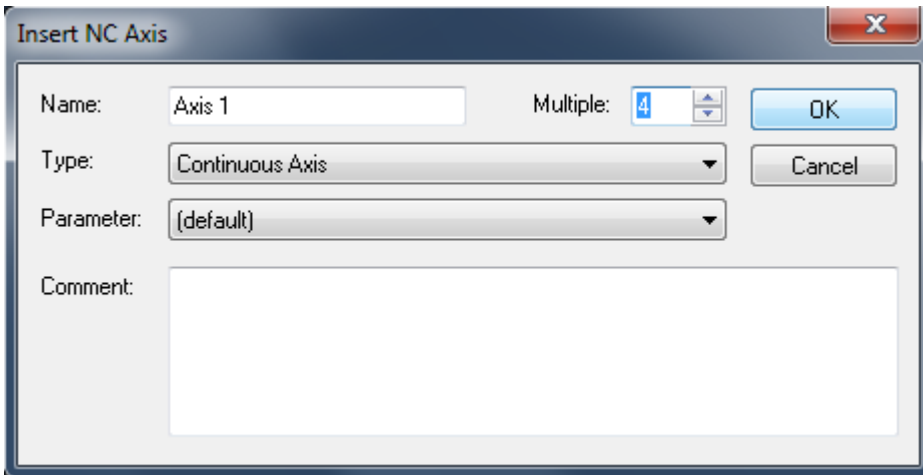 Insert NC Axis
Name: Axis 1 Multiple: 4 OK
Type: Continuous Axis Cancel
Parameter: (default)
Comment: